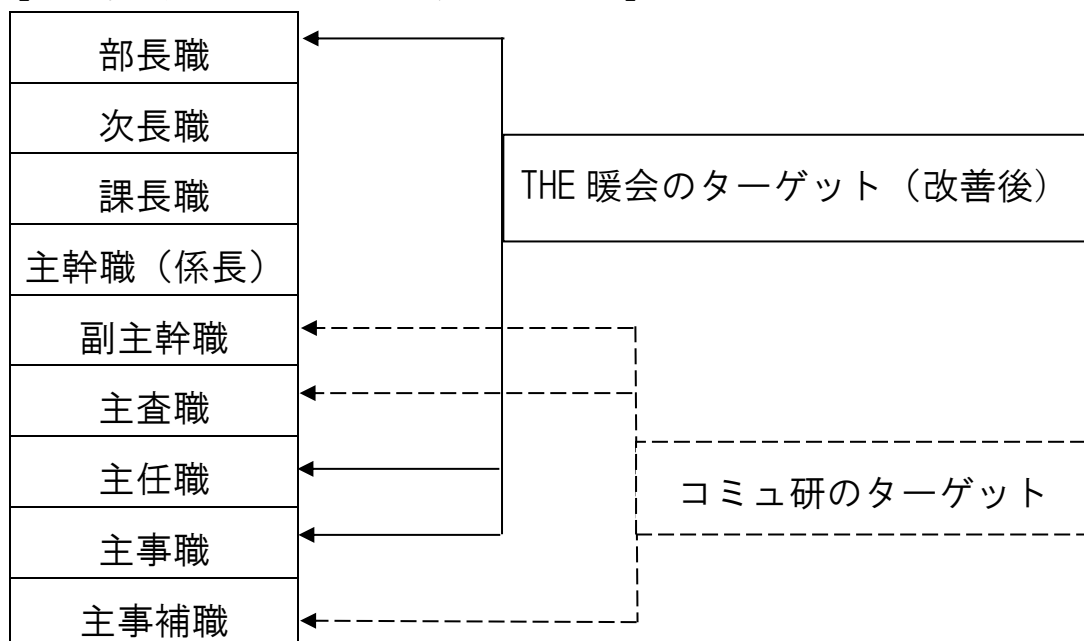 部長職
次長職
課長職
主幹職（係長）
副主幹職
主査職
主任職
主事職
主事補職
THE 暖会のターゲット（改善後）
コミュ研のターゲット